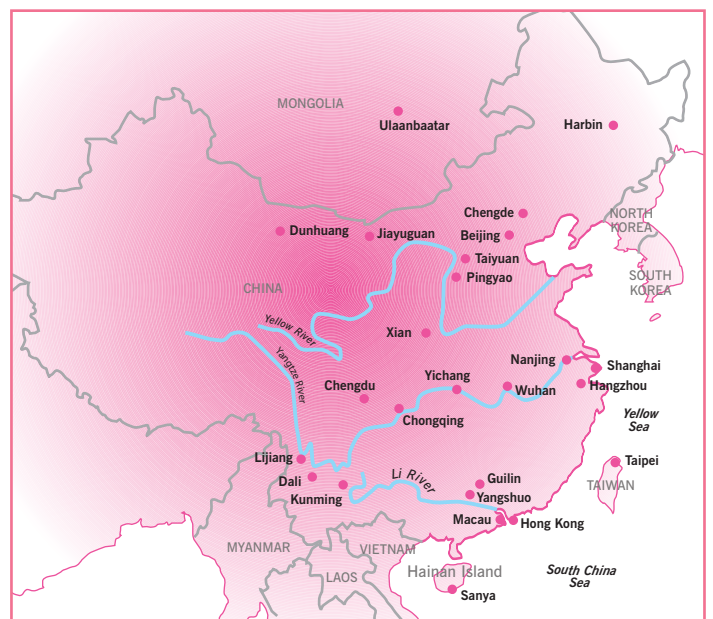 MONGOLIA
Ulaanbaatar
Harbin
Chengde
NORTH
KOREA
Dunhuang
Jiayuguan
Beijing
Taiyuan
Pingyao
SOUTH
KOREA
CHINA
Yellow River
Xian
Yangtze River
Nanjing
Shanghai
Yichang
Chengdu
Wuhan
Hangzhou
Chongqing
Yellow
Sea
Lijiang
Taipei
Dali
Li River
Guilin
TAIWAN
Kunming
Yangshuo
Macau
Hong Kong
MYANMAR
VIETNAM
LAOS
Hainan Island
South China
Sea
Sanya